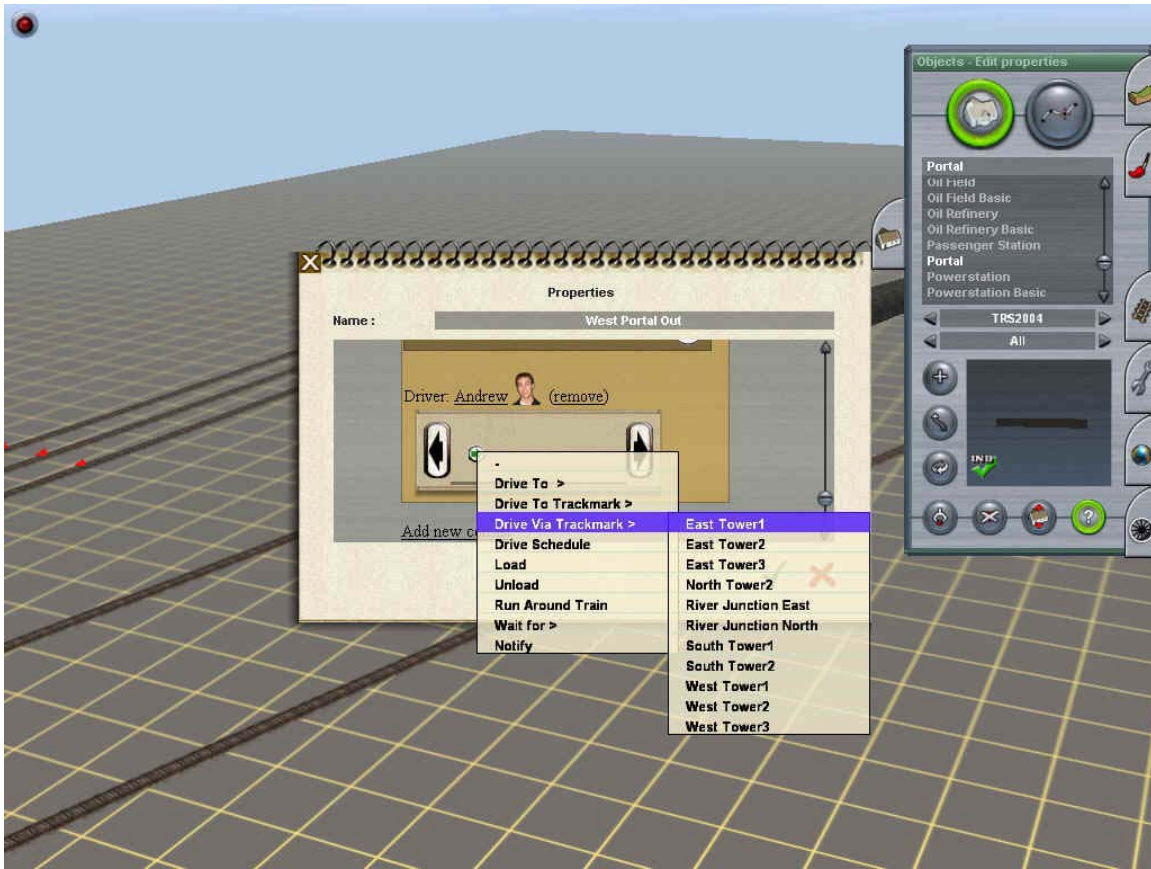 Objects - Edit properties
Portal
Oil Field
Oil Field Basic
Oil Refinery
Oil Refinery Basic
Passenger Station
Portal
Powerstation
Powerstation Basic
TRS2004
All
IND
Properties
Name :
West Portal Out
Driver: Andrew (remove)
Add new
-
Drive To >
Drive To Trackmark >
Drive Via Trackmark >
Drive Schedule
Load
Unload
Run Around Train
Wait for >
Notify
East Tower1
East Tower2
East Tower3
North Tower2
River Junction East
River Junction North
South Tower1
South Tower2
West Tower1
West Tower2
West Tower3